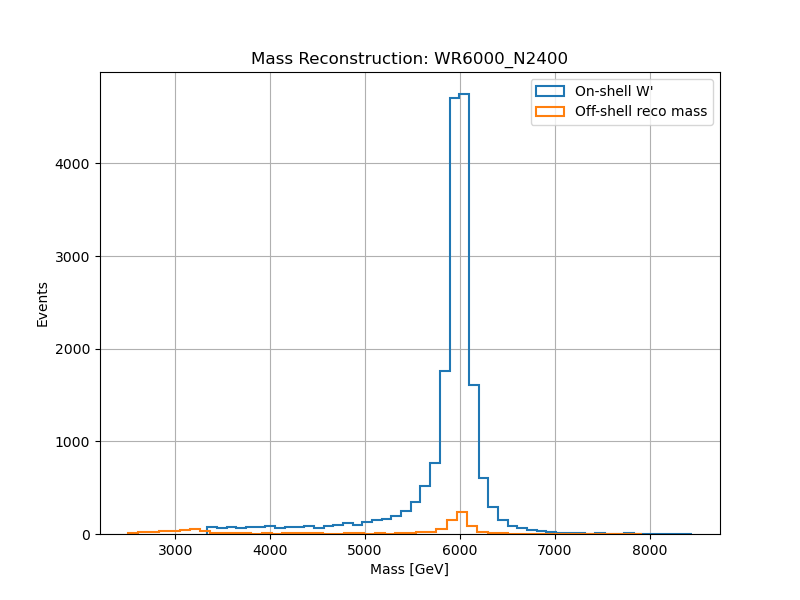 Mass Reconstruction: WR6000_N2400
On-shell W'
Off-shell reco mass
4000
3000
2000
1000
0
Events
3000 4000 5000 6000 7000 8000
Mass [GeV]